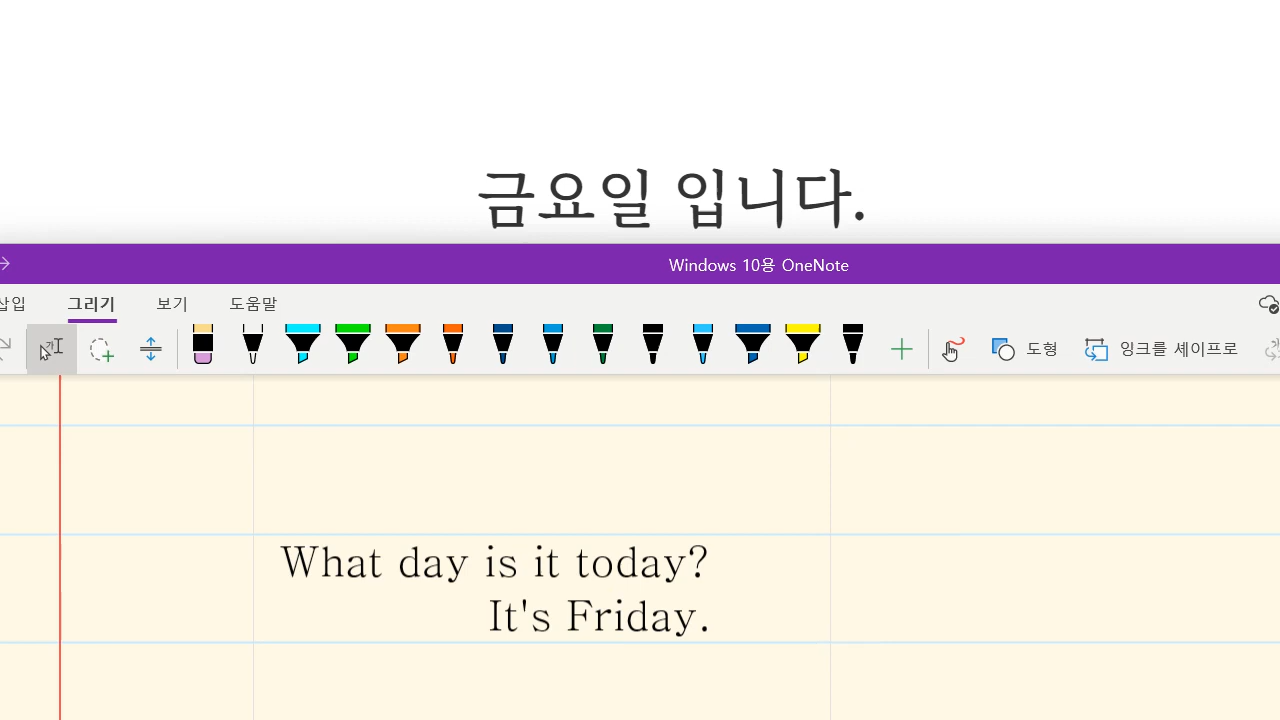 금요일 입니다.
Windows 10용 OneNote
삽입 그리기 보기 도움말
도형 잉크를 셰이프로
What day is it today?
It's Friday.